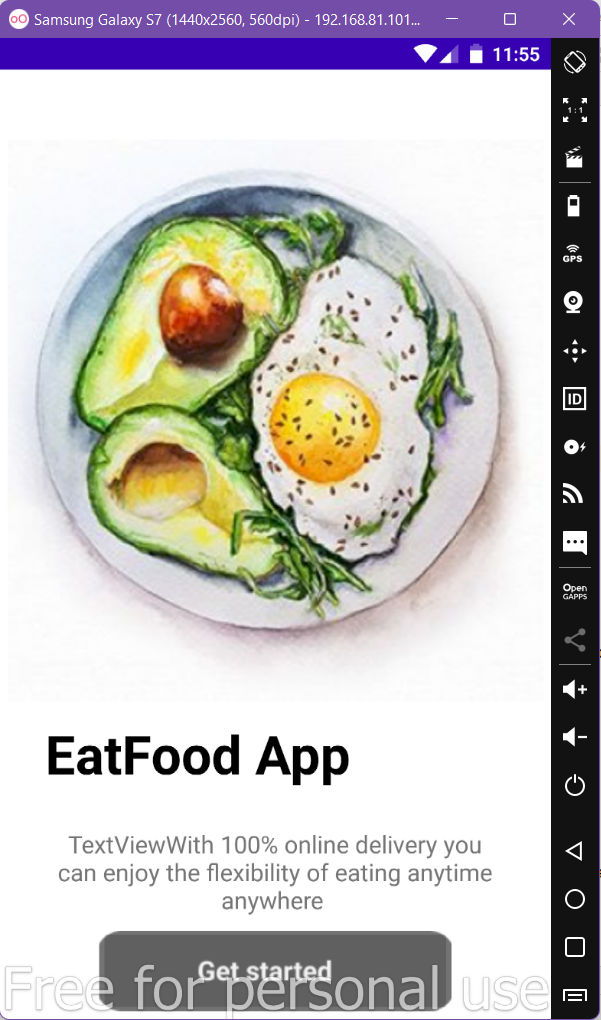 Samsung Galaxy S7 (1440x2560, 560dpi) - 192.168.81.101...
11:55
1:1
GPS
ID
Open
GAPPS
EatFood App
TextViewWith 100% online delivery you
can enjoy the flexibility of eating anytime
anywhere
Get started
Free for personal use